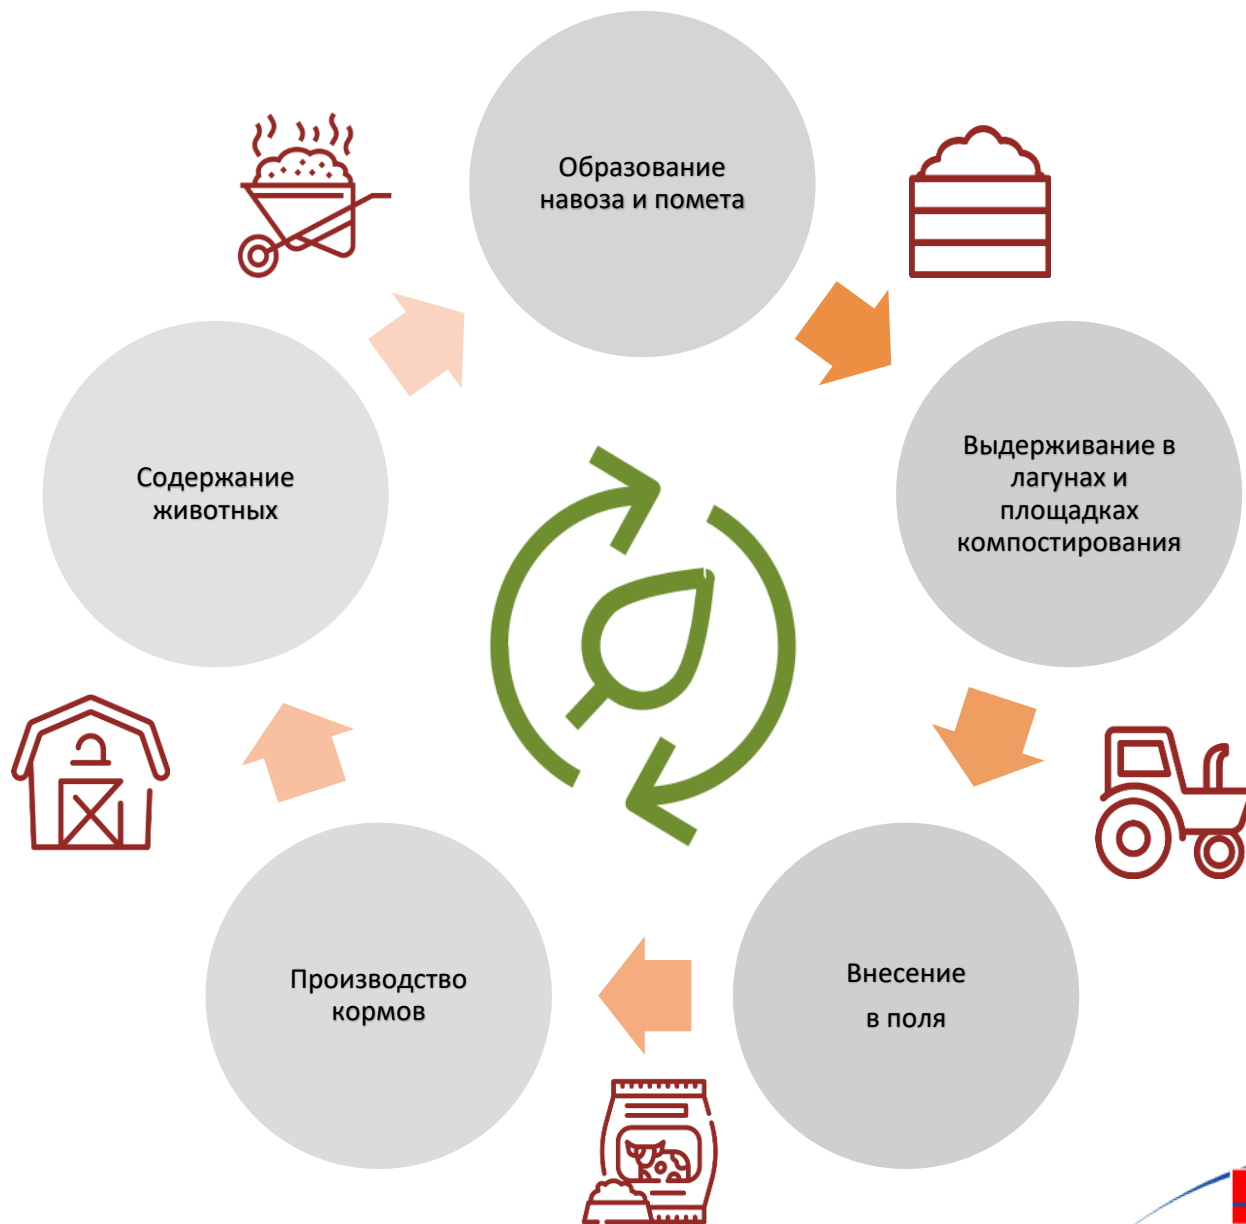 Образование
навоза и помета
Выдерживание в
лагунах и
площадках
компостирования
Внесение
в поля
Производство
кормов
Содержание
животных